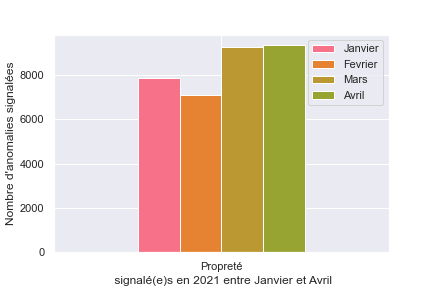 Janvier
Fevrier
Mars
Avril
Nombre d'anomalies signalées
8000
6000
4000
2000
0
Propreté
signalé(e)s en 2021 entre Janvier et Avril